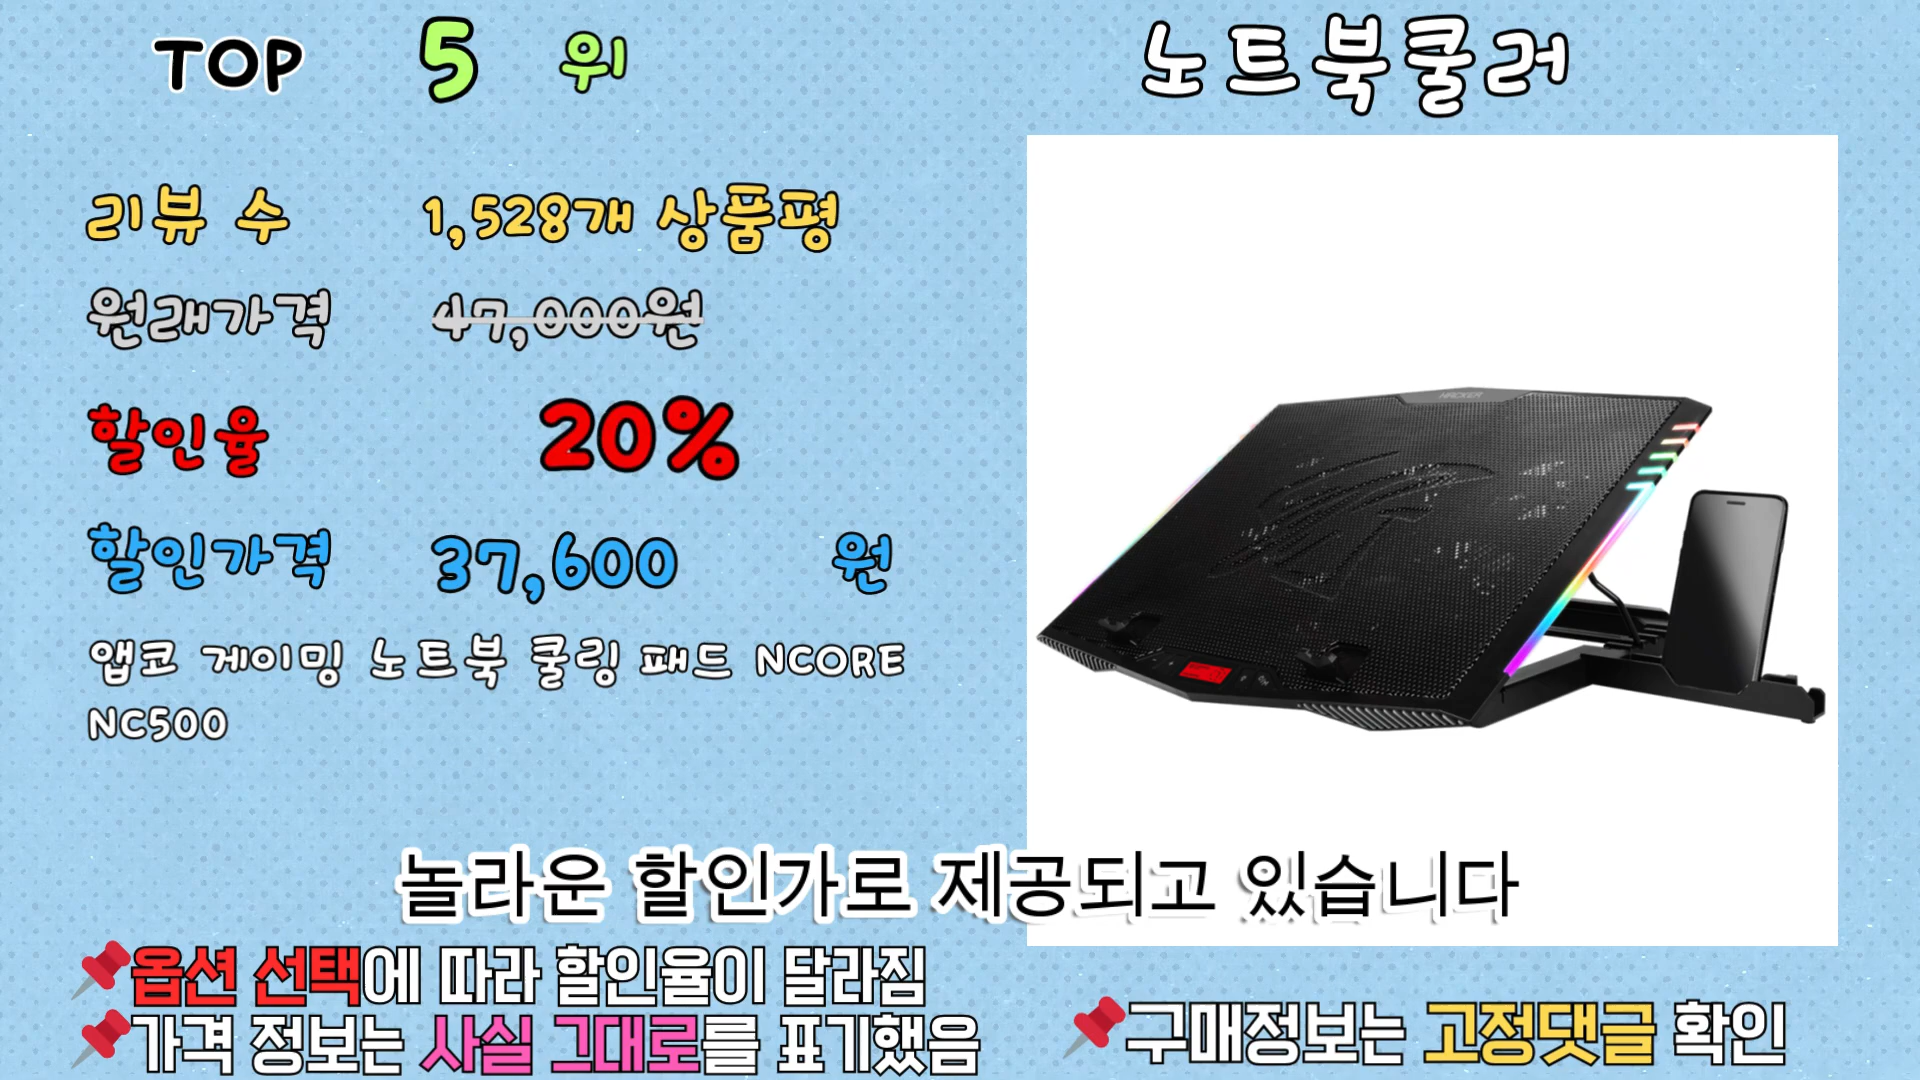 TOP 5 위
노트북쿨러
리뷰 수 1,528개 상품평
원래가격 47,000원
할인율 20%
할인가격 37,600 원
앱코 게이밍 노트북 쿨링 패드 NCORE
NC500
HACKER
놀라운 할인가로 제공되고 있습니다
옵션 선택에 따라 할인율이 달라짐
가격 정보는 사실 그대로를 표기했음
구매정보는 고정댓글 확인